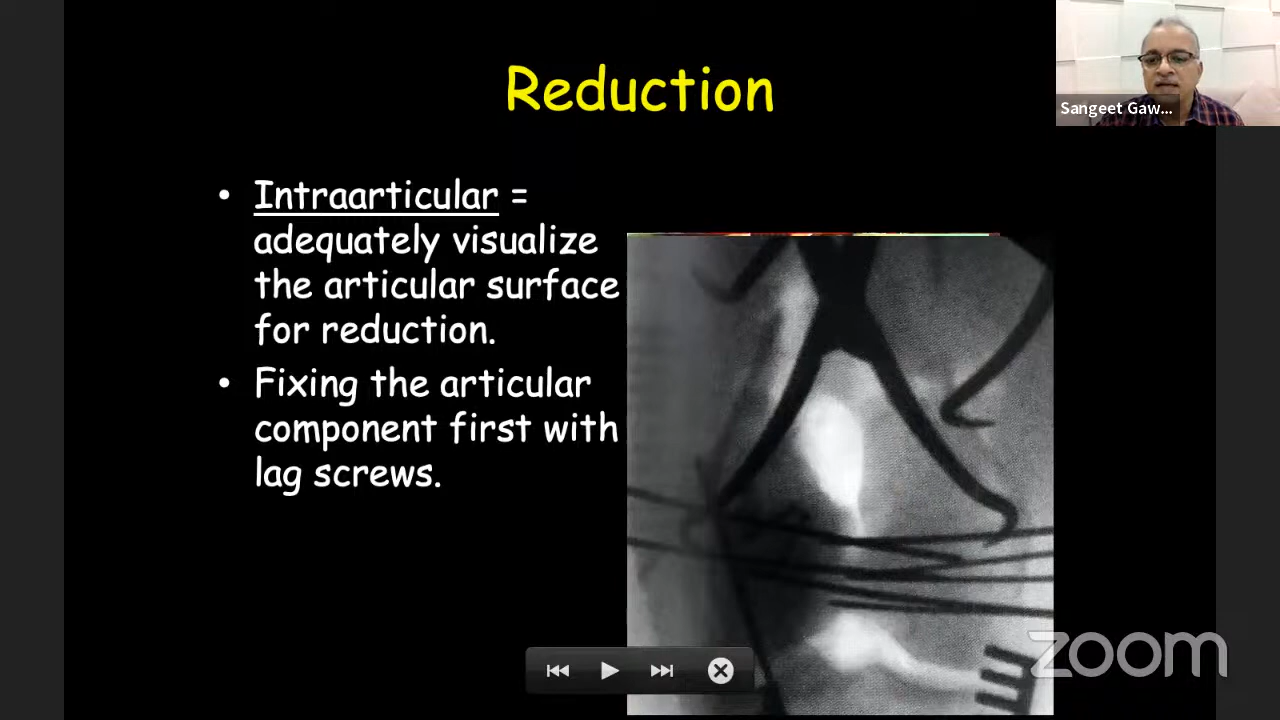 Reduction
Sangeet Gaw...
• Intraarticular =
adequately visualize
the articular surface
for reduction.
• Fixing the articular
component first with
lag screws.
zoom